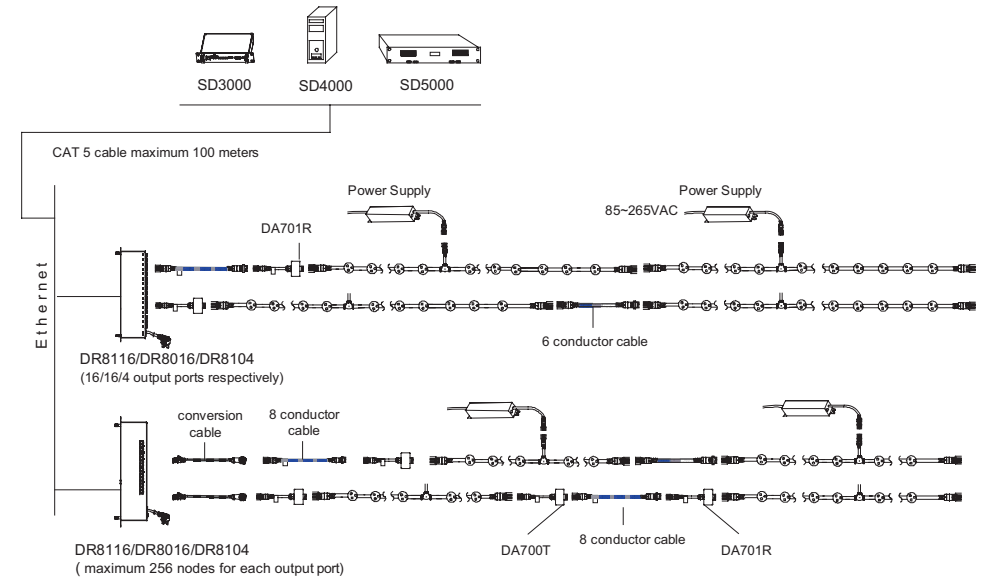 SD3000
SD4000
SD5000
CAT 5 cable maximum 100 meters
Power Supply
Power Supply
85~265VAC
DA701R
Ethernet
6 conductor cable
DR8116/DR8016/DR8104
(16/16/4 output ports respectively)
conversion
cable
8 conductor
cable
DA700T
8 conductor cable
DA701R
DR8116/DR8016/DR8104
( maximum 256 nodes for each output port)